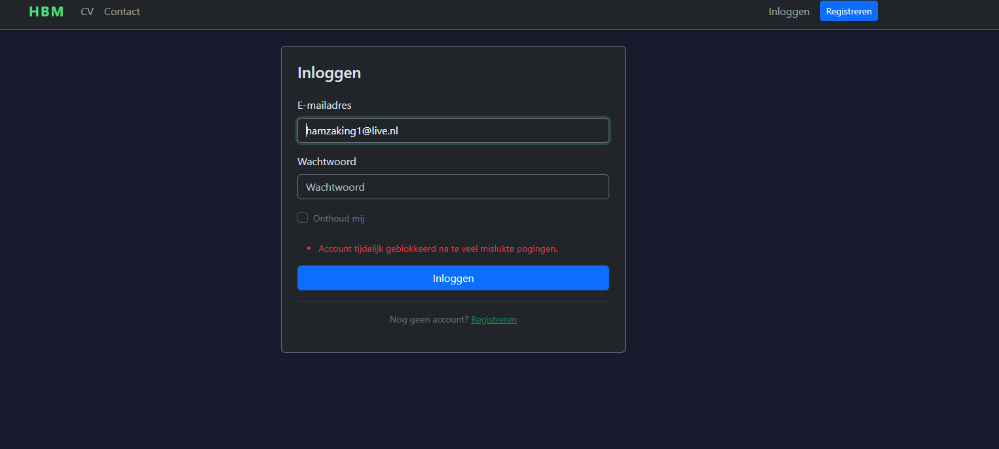 HBM CV Contact Inloggen Registreren
Inloggen
E-mailadres
hamzaking1@live.nl
Wachtwoord
Wachtwoord
Onthoud mij
• Account tijdelijk geblokkeerd na te veel mislukte pogingen.
Inloggen
Nog geen account? Registreren